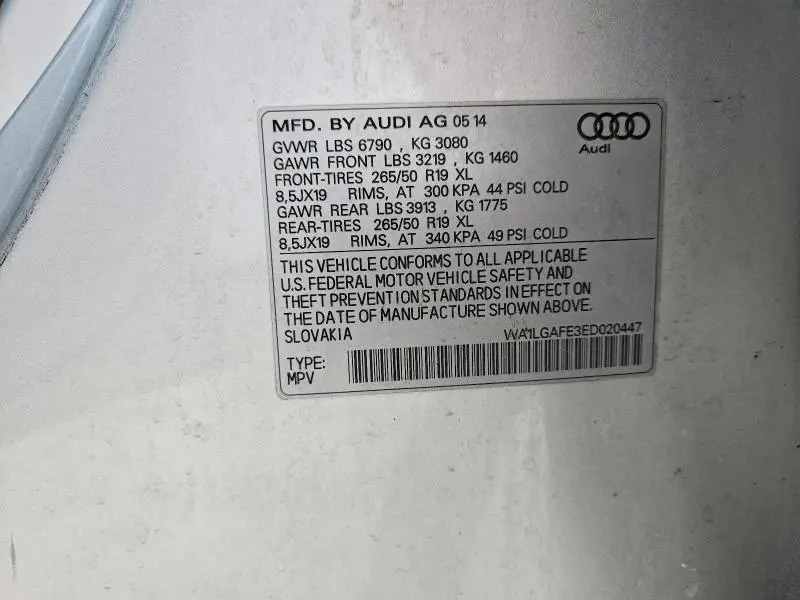 MFD. BY AUDI AG 05 14
Audi
GVWR LBS 6790 , KG 3080
GAWR FRONT LBS 3219 , KG 1460
FRONT-TIRES 265/50 R19 XL
8,5JX19 RIMS, AT 300 KPA 44 PSI COLD
GAWR REAR LBS 3913 , KG 1775
REAR-TIRES 265/50 R19 XL
8,5JX19 RIMS, AT 340 KPA 49 PSI COLD
THIS VEHICLE CONFORMS TO ALL APPLICABLE
U.S. FEDERAL MOTOR VEHICLE SAFETY AND
THEFT PREVENTION STANDARDS IN EFFECT ON
THE DATE OF MANUFACTURE SHOWN ABOVE.
SLOVAKIA WA1LGAFE3ED020447
TYPE:
MPV